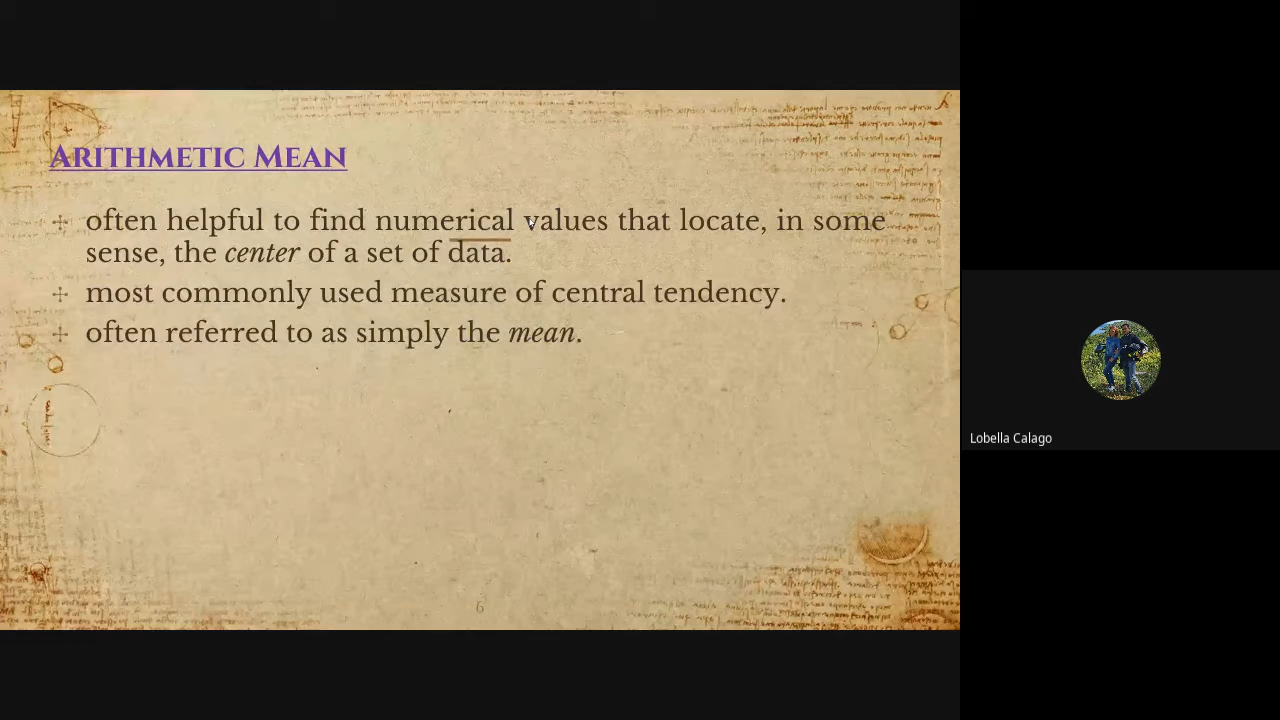 Arithmetic Mean
often helpful to find numerical values that locate, in some
sense, the center of a set of data.
most commonly used measure of central tendency.
often referred to as simply the mean.
6
Lobella Calago